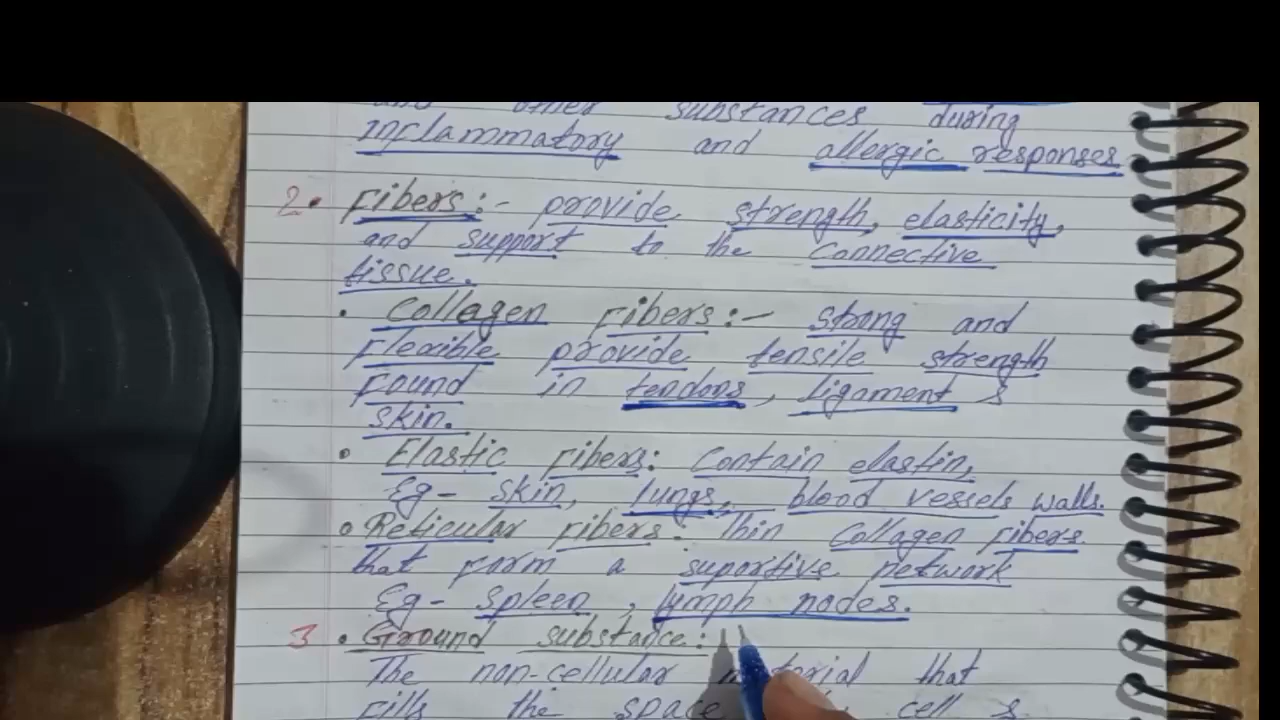 and other substances during
Inflammatory and allergic responses
2. Fibers:- provide strength, elasticity,
and support to the Connective
tissue.
• Collagen Fibers:- Strong and
Flexible provide tensile strength
Found in tendons, ligament &
skin.
• Elastic Fibers: Contain elastin,
Eg- skin, lungs, blood vessels walls.
• Reticular Fibers: Thin Collagen Fibers
that form a suportive network
Eg- Spleen, lymph nodes.
3 • Ground substance:
The non-cellular material that
Fills the space cell &